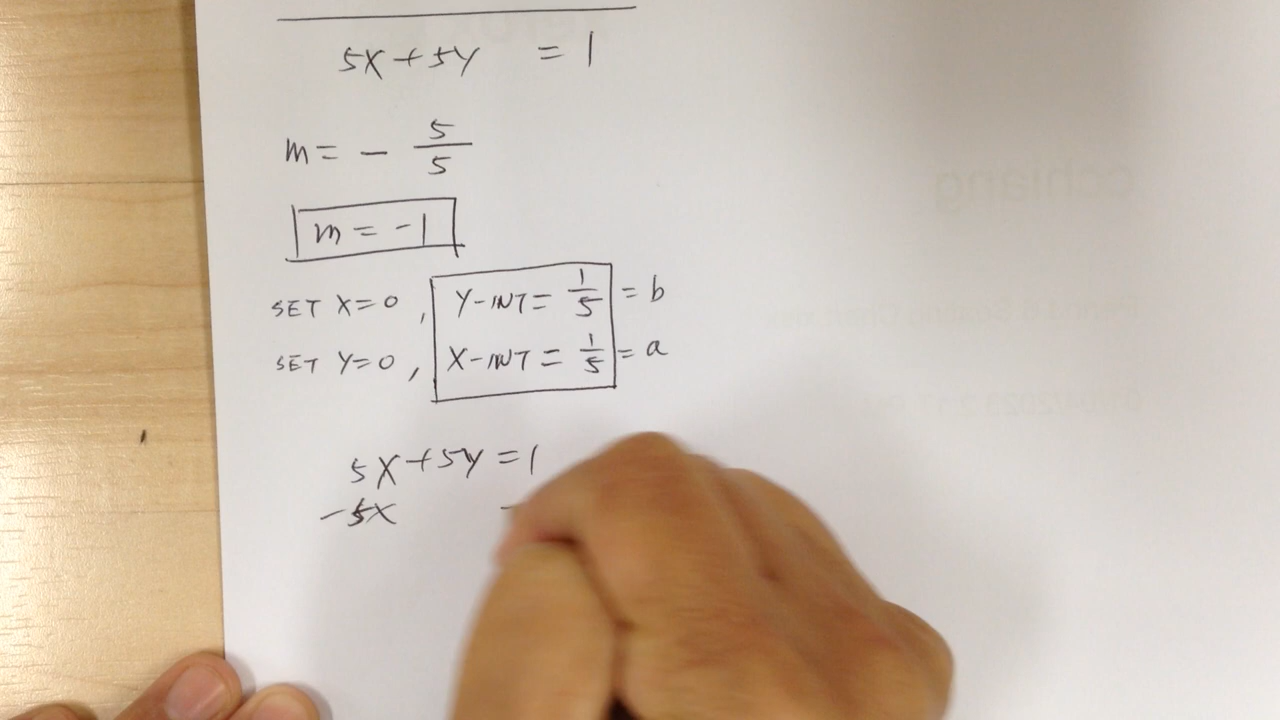 5X+5Y = 1
m = - 5/5
m = -1
SET X=0, Y-INT = 1/5 = b
SET Y=0, X-INT = 1/5 = a
5X+5Y=1
-5X -